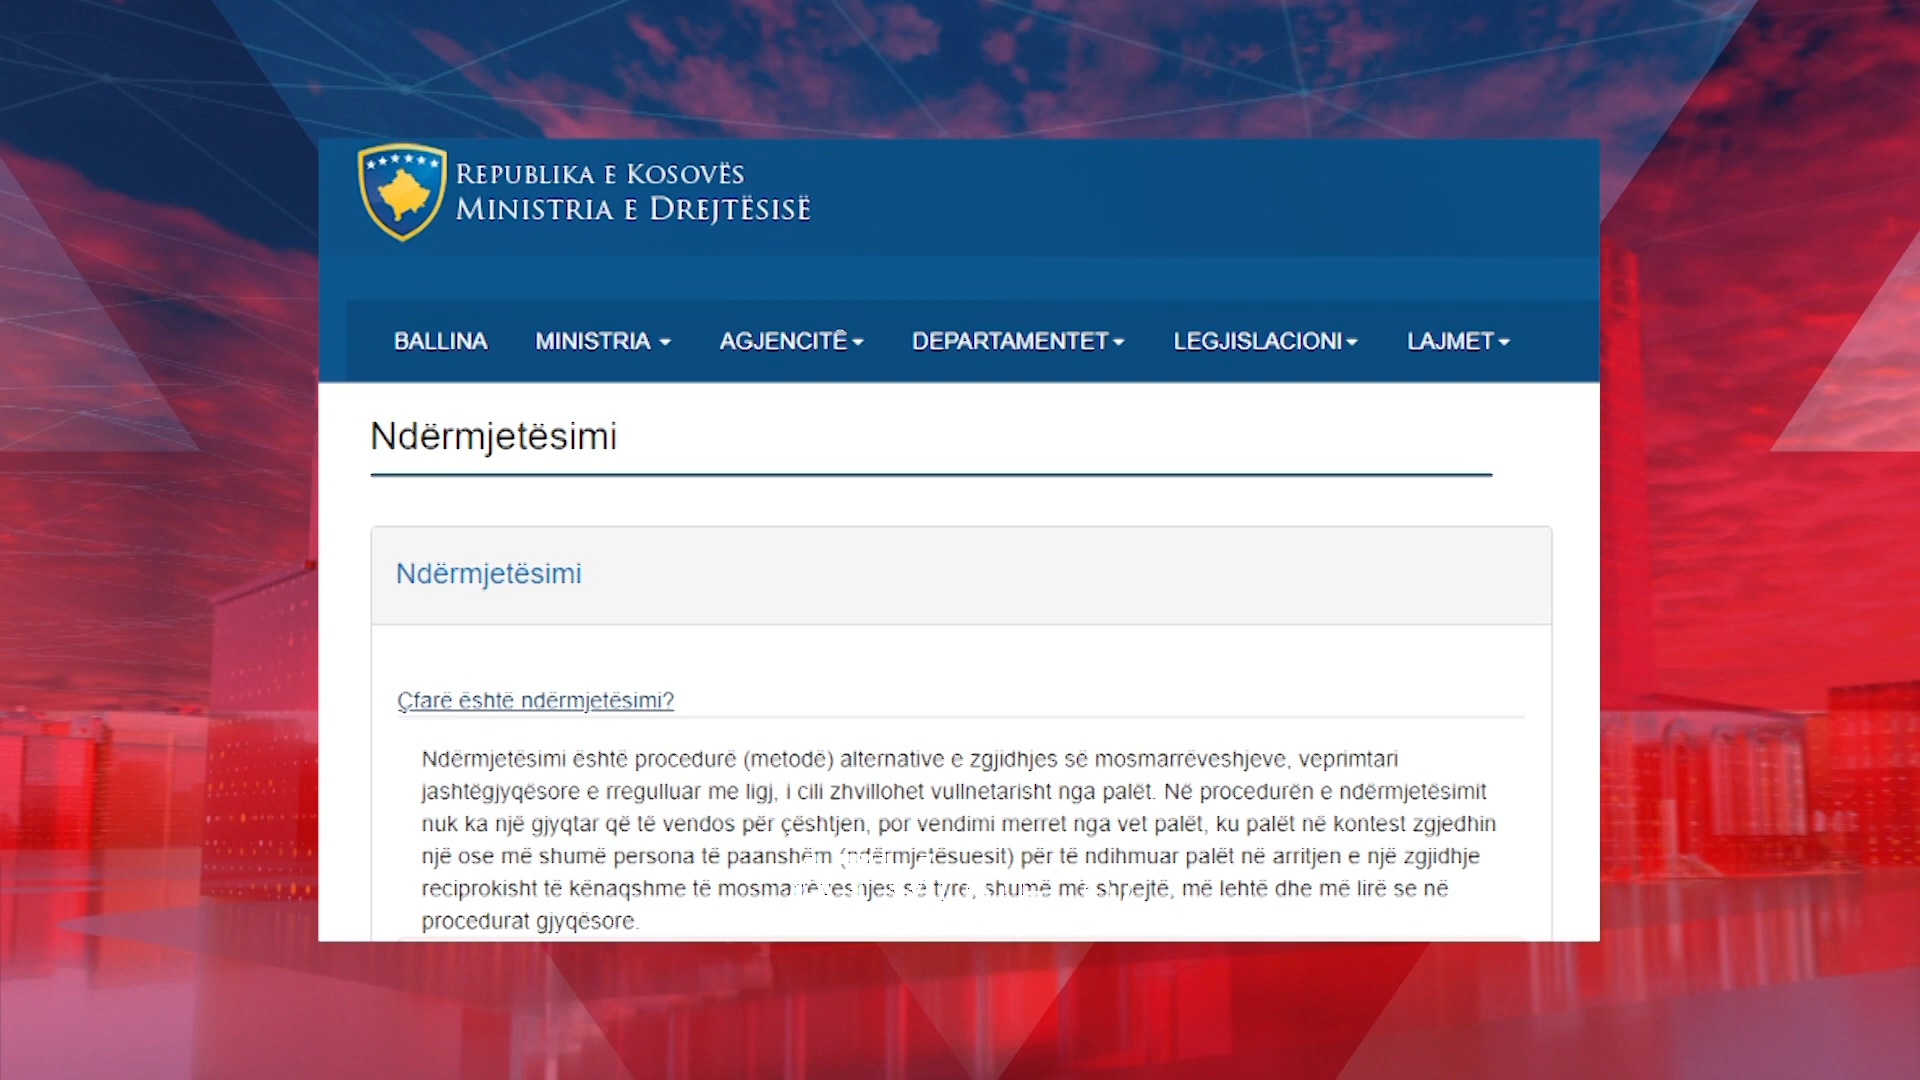 REPUBLIKA E KOSOVËS
MINISTRIA E DREJTËSISË
BALLINA MINISTRIA AGJENCITË DEPARTAMENTET LEGJISLACIONI LAJMET
Ndërmjetësimi
Ndërmjetësimi
Çfarë është ndërmjetësimi?
Ndërmjetësimi është procedurë (metodë) alternative e zgjidhjes së mosmarrëveshjeve, veprimtari
jashtëgjyqësore e rregulluar me ligj, i cili zhvillohet vullnetarisht nga palët. Në procedurën e ndërmjetësimit
nuk ka një gjyqtar që të vendos për çështjen, por vendimi merret nga vet palët, ku palët në kontest zgjedhin
një ose më shumë persona të paanshëm (ndërmjetësuesit) për të ndihmuar palët në arritjen e një zgjidhje
reciprokisht të kënaqshme të mosmarrëveshjes së tyre, shumë më shpejtë, më lehtë dhe më lirë se në
procedurat gjyqësore.